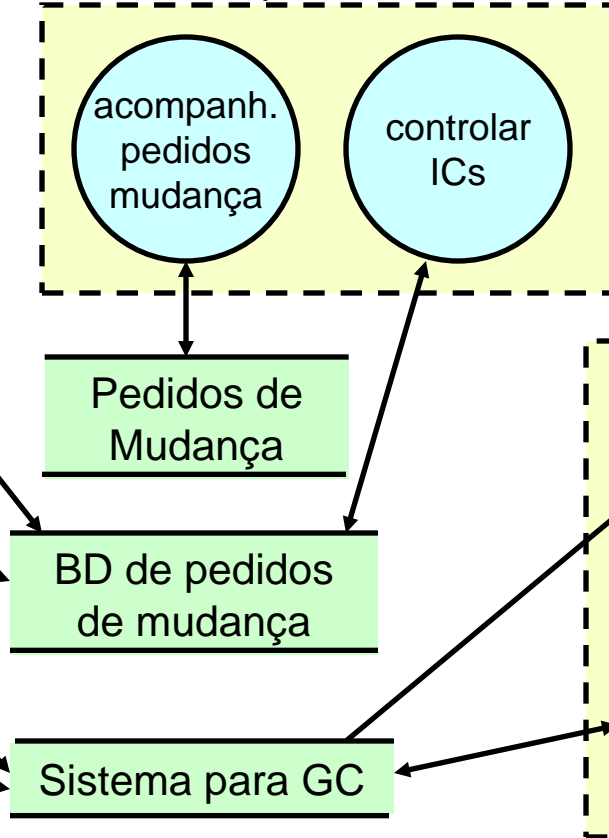 acompanh.
pedidos
mudança
controlar
ICs
Pedidos de
Mudança
BD de pedidos
de mudança
Sistema para GC